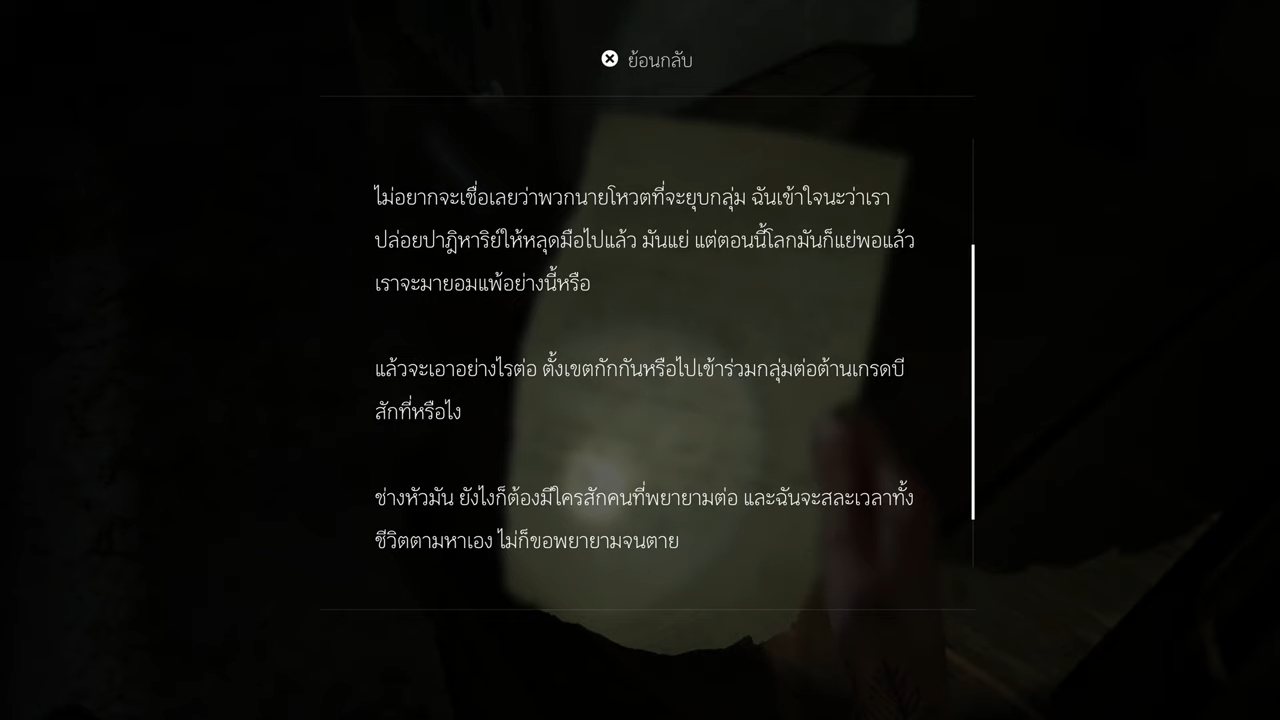 ย้อนกลับ
ไม่อยากจะเชื่อเลยว่าพวกนายโหวตที่จะยุบกลุ่ม ฉันเข้าใจนะว่าเรา
ปล่อยปาฏิหาริย์ให้หลุดมือไปแล้ว มันแย่ แต่ตอนนี้โลกมันก็แย่พอแล้ว
เราจะมายอมแพ้อย่างนี้หรือ
แล้วจะเอาอย่างไรต่อ ตั้งเขตกักกันหรือไปเข้าร่วมกลุ่มต่อต้านเกรดบี
สักที่หรือไง
ช่างหัวมัน ยังไงก็ต้องมีใครสักคนที่พยายามต่อ และฉันจะสละเวลาทั้ง
ชีวิตตามหาเอง ไม่ก็ขอพยายามจนตาย